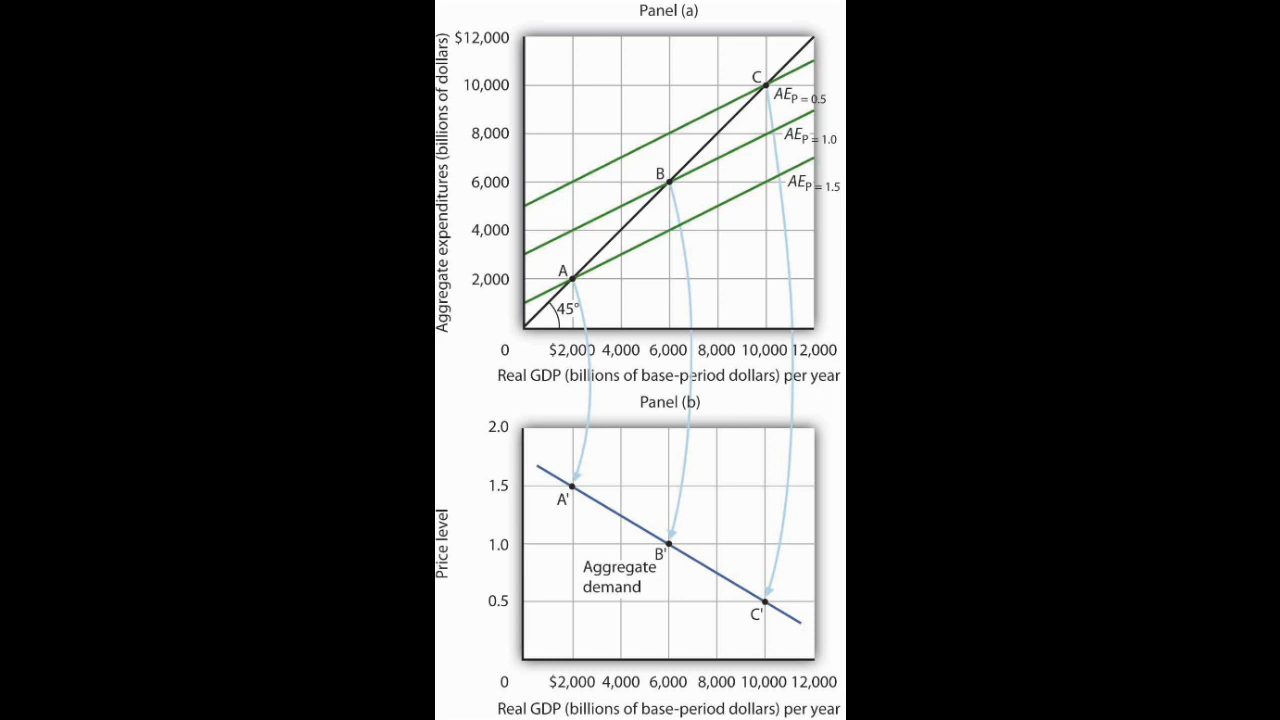 Panel (a)
Aggregate expenditures (billions of dollars)
$12,000
10,000
8,000
6,000
4,000
2,000
C
AEP = 0.5
AEP = 1.0
B
AEP = 1.5
A
45°
0 $2,000 4,000 6,000 8,000 10,000 12,000
Real GDP (billions of base-period dollars) per year
Panel (b)
Price level
2.0
1.5
1.0
0.5
A'
B'
Aggregate
demand
C'
0 $2,000 4,000 6,000 8,000 10,000 12,000
Real GDP (billions of base-period dollars) per year